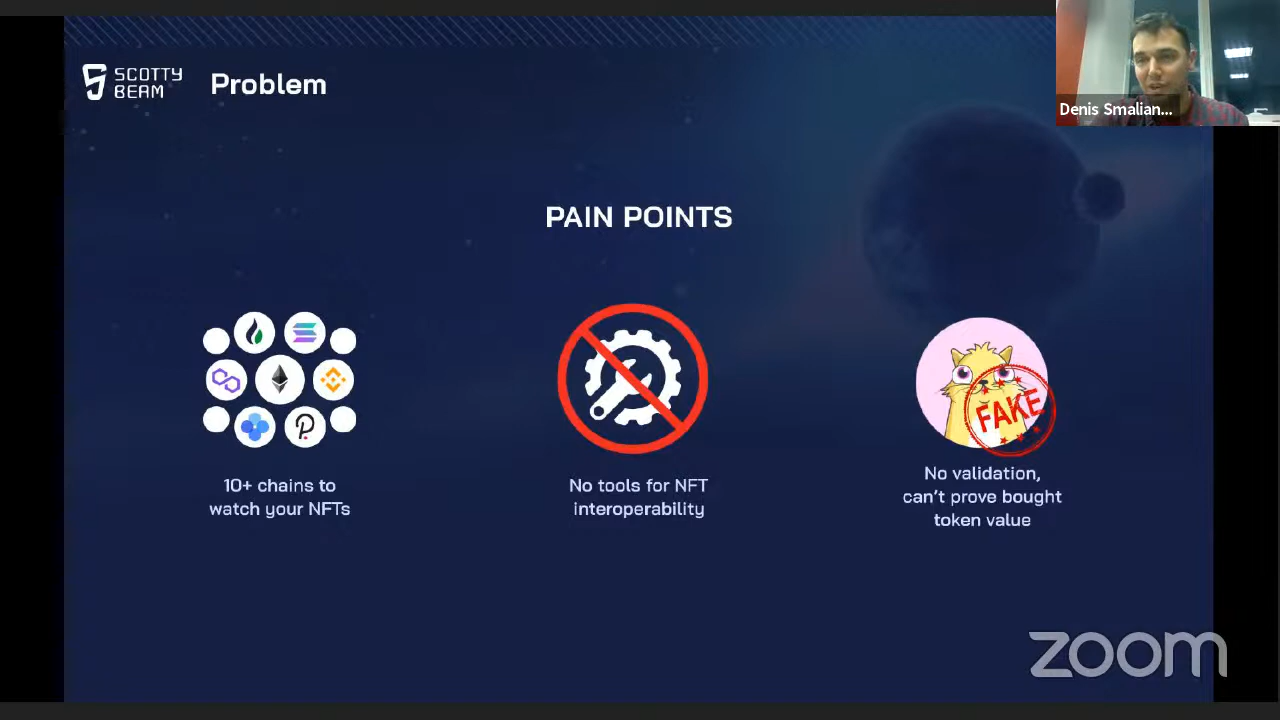 SCOTTY
BEAM
Problem
Denis Smalian...
PAIN POINTS
FAKE
10+ chains to
watch your NFTs
No tools for NFT
interoperability
No validation,
can't prove bought
token value
zoom